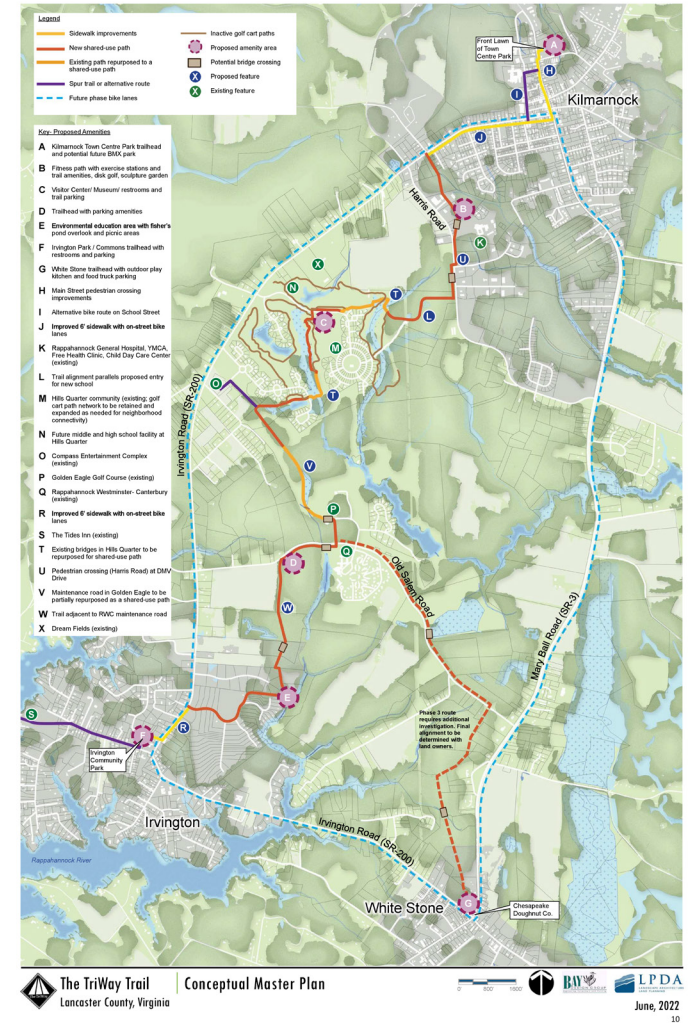 Legend
Sidewalk improvements
New shared-use path
Existing path repurposed to a
shared-use path
Spur trail or alternative route
Future phase bike lanes
Inactive golf cart paths
Proposed amenity area
Potential bridge crossing
X Proposed feature
X Existing feature
Key- Proposed Amenities
A Kilmarnock Town Centre Park trailhead
and potential future BMX park
B Fitness path with exercise stations and
trail amenities, disk golf, sculpture garden
C Visitor Center/ Museum/ restrooms and
trail parking
D Trailhead with parking amenities
E Environmental education area with fisher's
pond overlook and picnic areas
F Irvington Park / Commons trailhead with
restrooms and parking
G White Stone trailhead with outdoor play
kitchen and food truck parking
H Main Street pedestrian crossing
improvements
I Alternative bike route on School Street
J Improved 6' sidewalk with on-street bike
lanes
K Rappahannock General Hospital, YMCA,
Free Health Clinic, Child Day Care Center
(existing)
L Trail alignment parallels proposed entry
for new school
M Hills Quarter community (existing; golf
cart path network to be retained and
expanded as needed for neighborhood
connectivity)
N Future middle and high school facility at
Hills Quarter
O Compass Entertainment Complex
(existing)
P Golden Eagle Golf Course (existing)
Q Rappahannock Westminster- Canterbury
(existing)
R Improved 6' sidewalk with on-street bike
lanes
S The Tides Inn (existing)
T Existing bridges in Hills Quarter to be
repurposed for shared-use path
U Pedestrian crossing (Harris Road) at DMV
Drive
V Maintenance road in Golden Eagle to be
partially repurposed as a shared-use path
W Trail adjacent to RWC maintenance road
X Dream Fields (existing)
Front Lawn
of Town
Centre Park
A
H
I
Kilmarnock
J
Harris Road
B
K
U
X
N
T
L
C
M
O
T
Irvington Road (SR-200)
V
P
Q
D
Old Salem Road
W
Mary Ball Road (SR-3)
E
S
F
R
Phase 3 route
requires additional
investigation. Final
alignment to be
determined with
land owners.
Irvington
Community
Park
Irvington
Irvington Road (SR-200)
Rappahannock River
White Stone
G
Chesapeake
Doughnut Co.
The TriWay
The TriWay Trail
Lancaster County, Virginia
Conceptual Master Plan
0 800 1600
BAY
LPDA
June, 2022
10